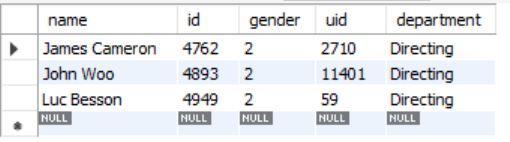 name id gender uid department
James Cameron 4762 2 2710 Directing
John Woo 4893 2 11401 Directing
Luc Besson 4949 2 59 Directing
NULL NULL NULL NULL NULL